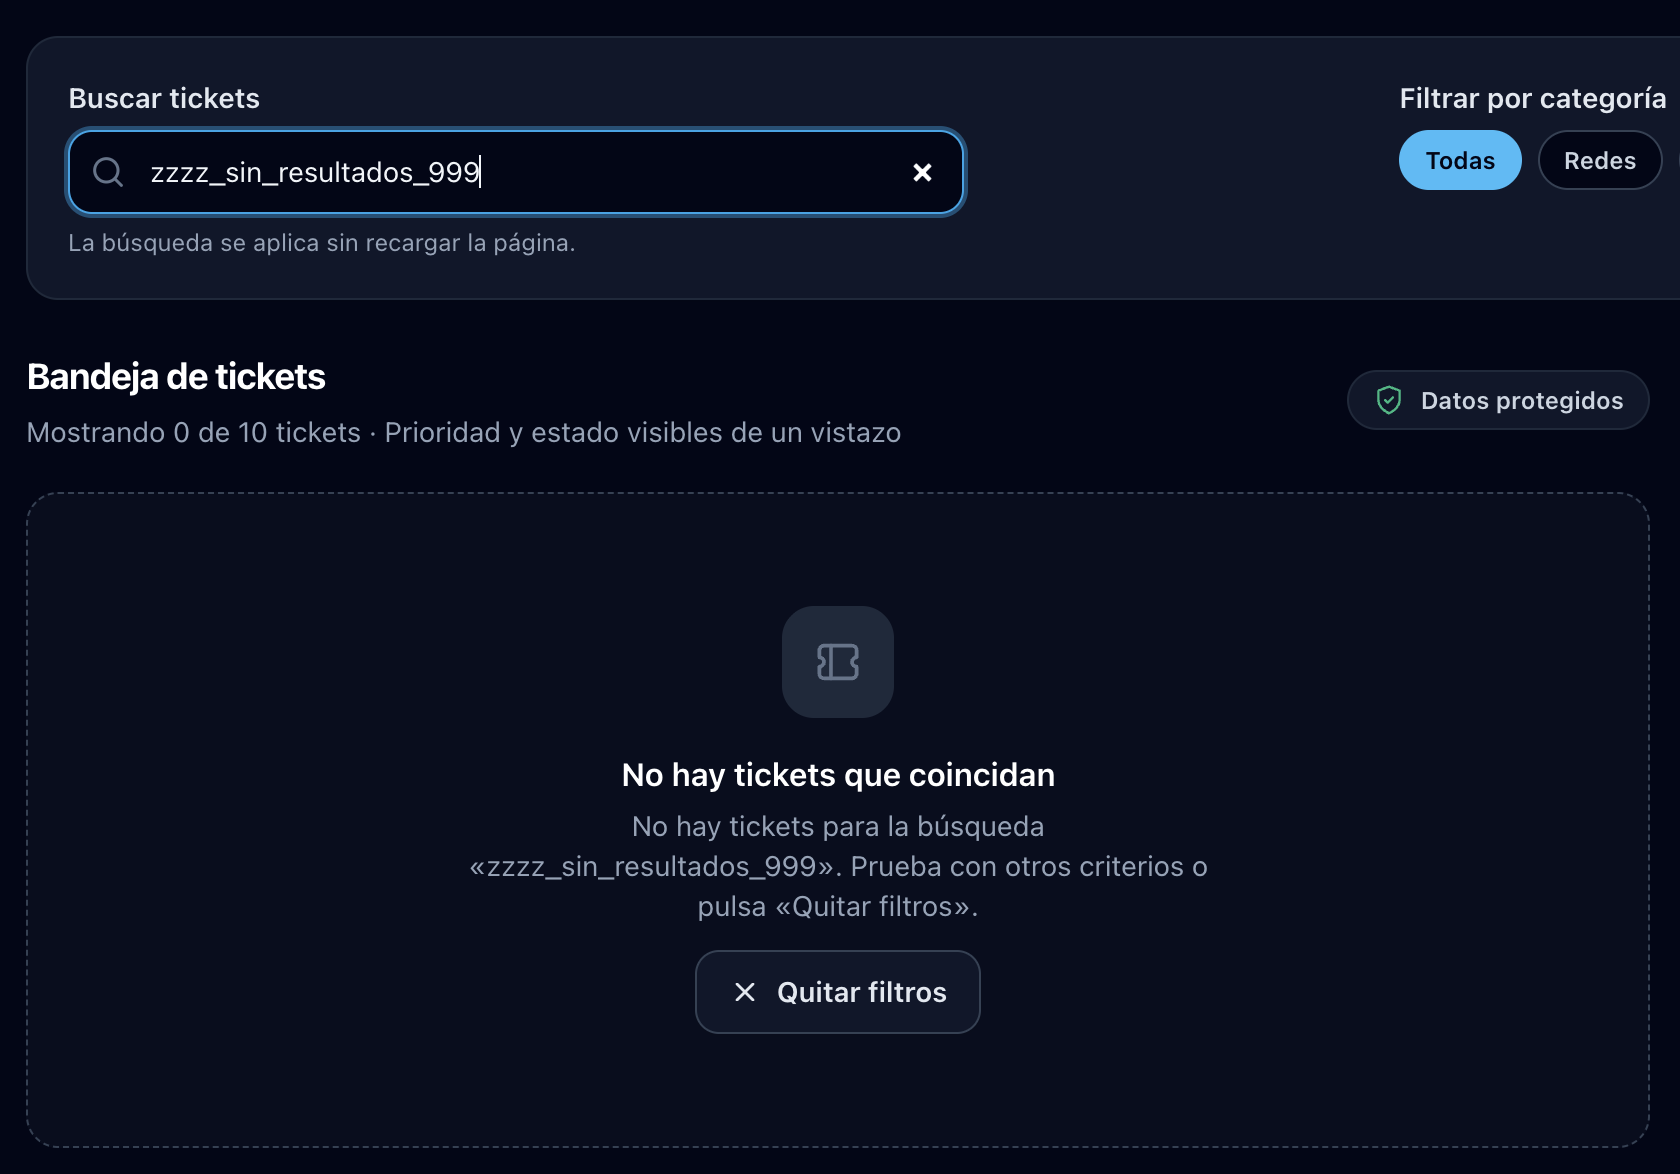 Buscar tickets
Filtrar por categoría
zzzz_sin_resultados_999
Todas
Redes
La búsqueda se aplica sin recargar la página.
Bandeja de tickets
Mostrando 0 de 10 tickets · Prioridad y estado visibles de un vistazo
Datos protegidos
No hay tickets que coincidan
No hay tickets para la búsqueda
«zzzz_sin_resultados_999». Prueba con otros criterios o
pulsa «Quitar filtros».
Quitar filtros